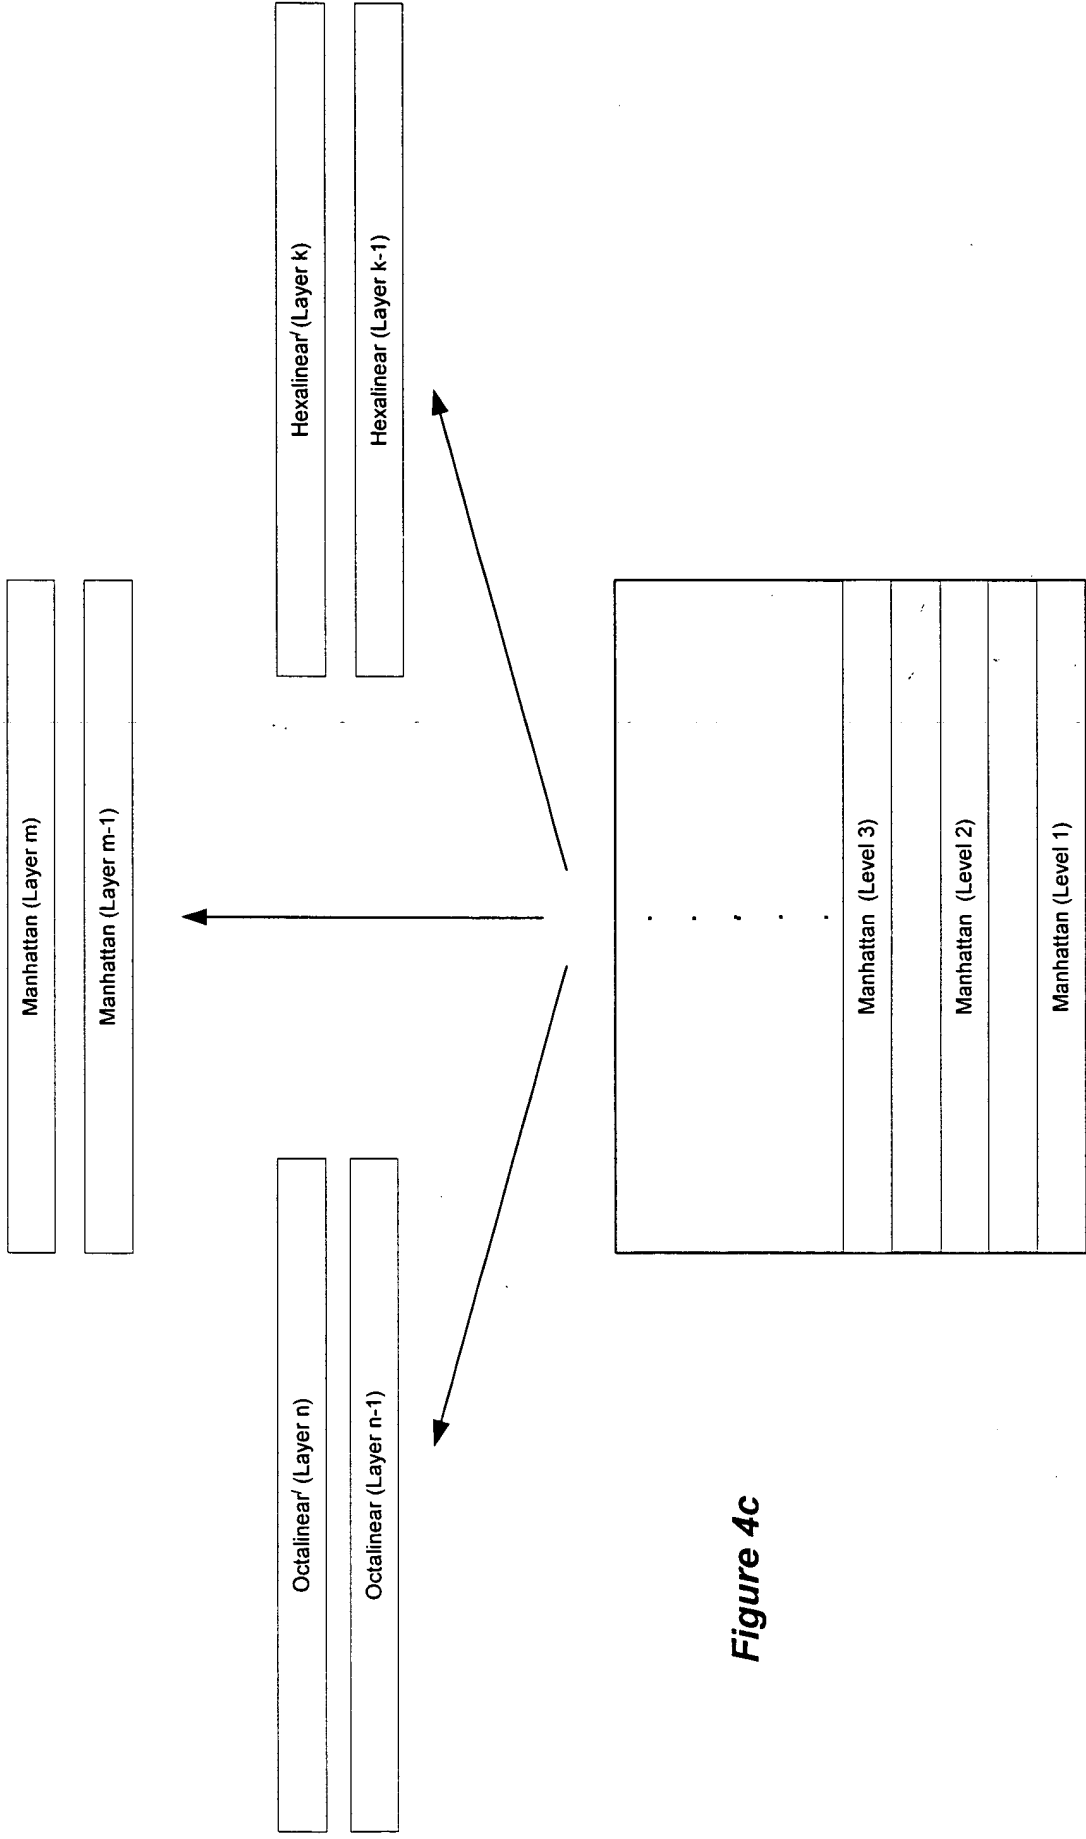 Manhattan (Layer m)
Manhattan (Layer m-1)
Octalinear' (Layer n)
Octalinear (Layer n-1)
Hexalinear' (Layer k)
Hexalinear (Layer k-1)
Manhattan (Level 3)
Manhattan (Level 2)
Manhattan (Level 1)
Figure 4c